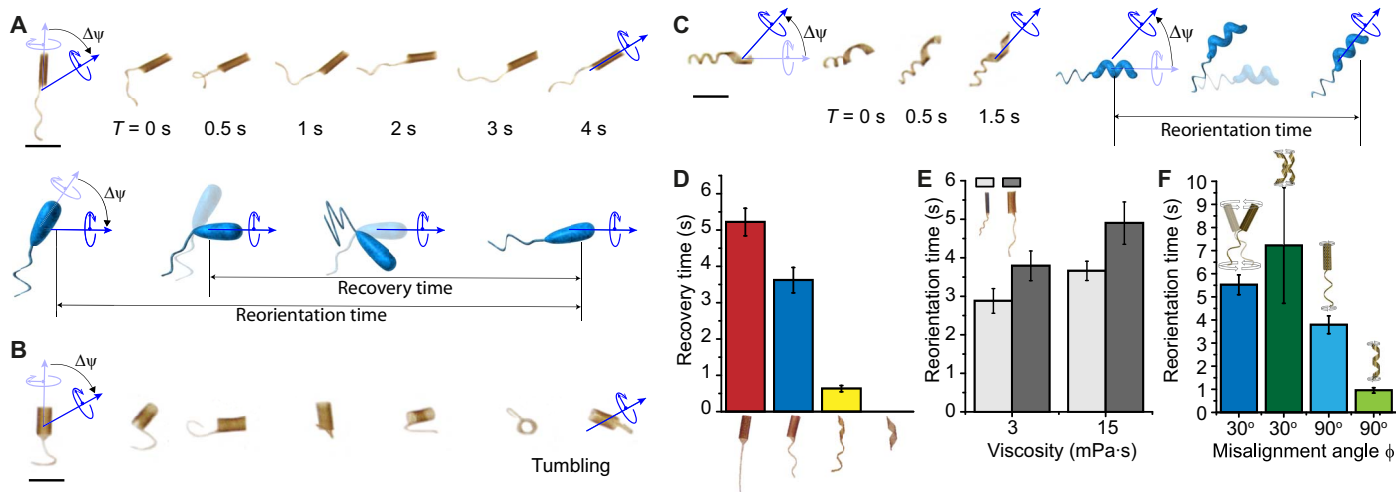 A
Δψ
T = 0 s 0.5 s 1 s 2 s 3 s 4 s
Δψ
Recovery time
Reorientation time
B
Δψ
Tumbling
C
Δψ
T = 0 s 0.5 s 1.5 s
Δψ
Reorientation time
D
Recovery time (s)
6
5
4
3
2
1
0
E
Reorientation time (s)
6
5
4
3
2
1
0
3 15
Viscosity (mPa·s)
F
Reorientation time (s)
10
9
8
7
6
5
4
3
2
1
0
30° 30° 90° 90°
Misalignment angle ϕ